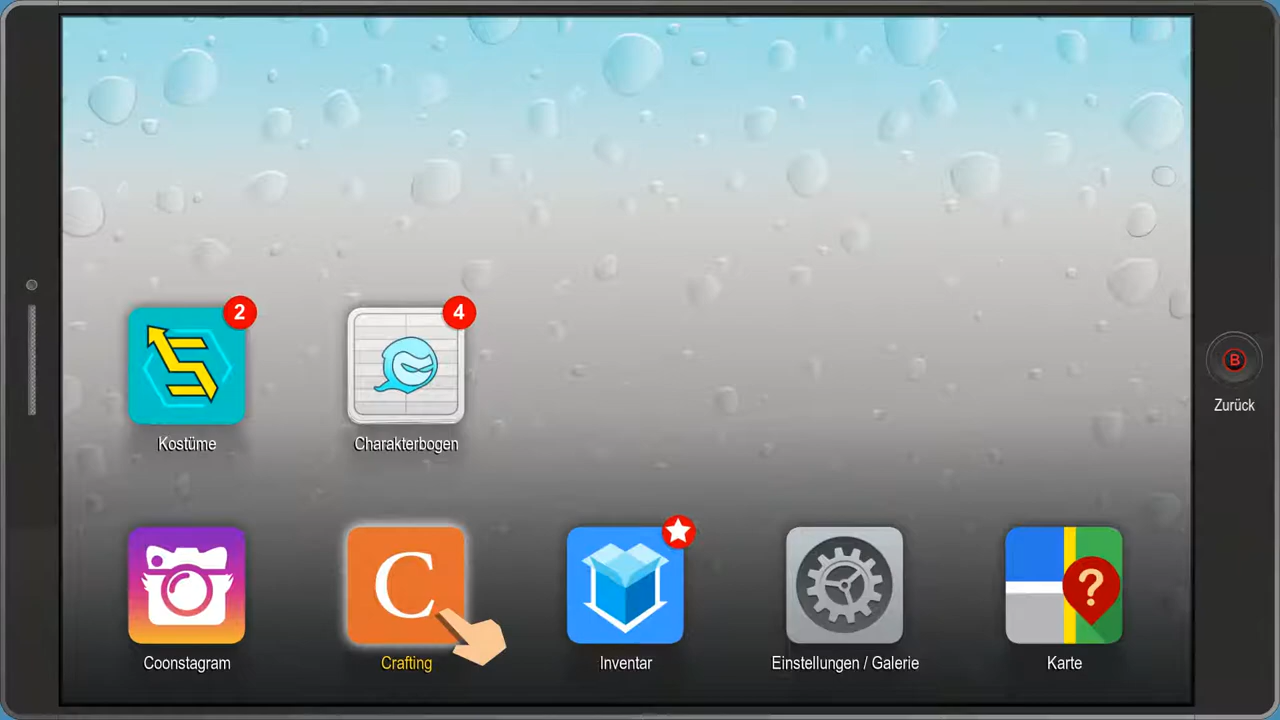 2
4
Kostüme
Charakterbogen
B
Zurück
C
?
Coonstagram
Crafting
Inventar
Einstellungen / Galerie
Karte